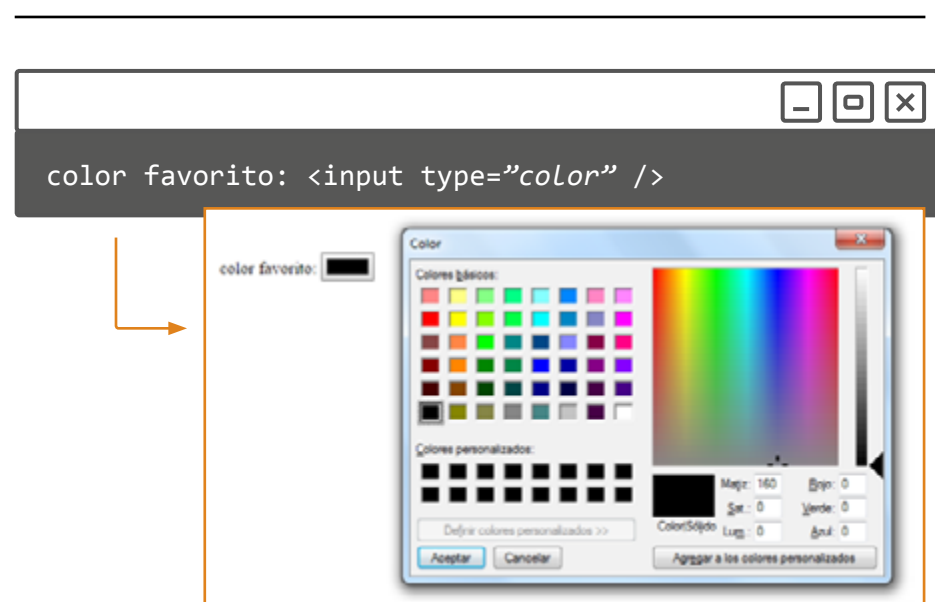 color favorito: <input type=”color” />
color favorito:
Color
Colores básicos:
Colores personalizados:
Definir colores personalizados >>
Aceptar
Cancelar
Color|Sólido
Matiz: 160
Sat.: 0
Lum.: 0
Rojo: 0
Verde: 0
Azul: 0
Agregar a los colores personalizados